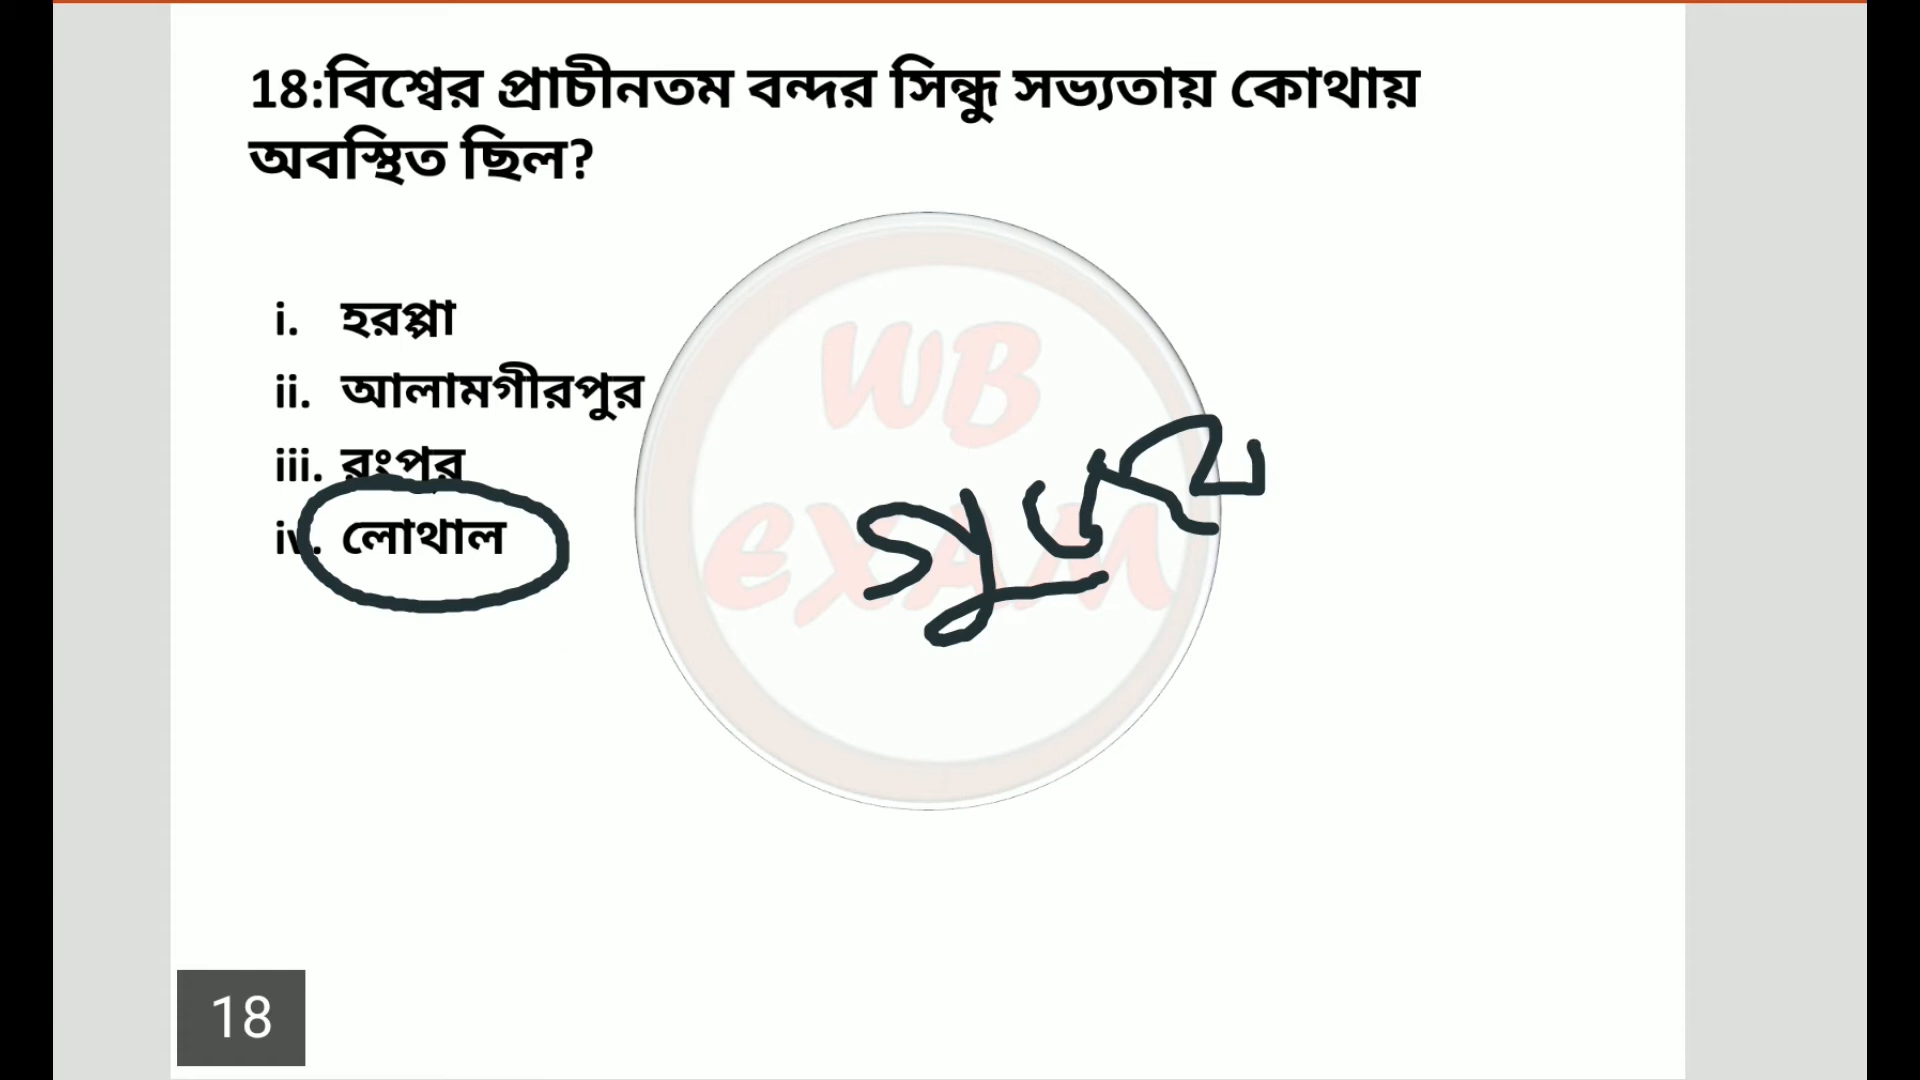 18:বিশ্বের প্রাচীনতম বন্দর সিন্ধু সভ্যতায় কোথায়
অবস্থিত ছিল?
i. হরপ্পা
ii. আলামগীরপুর
iii. রংপুর
iv. লোথাল
WB
EXAM
18